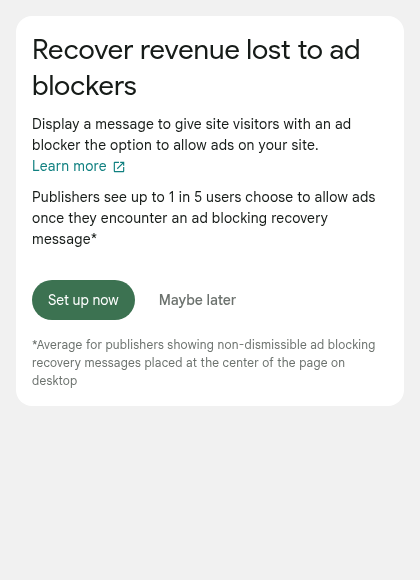 Recover revenue lost to ad
blockers
Display a message to give site visitors with an ad
blocker the option to allow ads on your site.
Learn more
Publishers see up to 1 in 5 users choose to allow ads
once they encounter an ad blocking recovery
message*
Set up now
Maybe later
*Average for publishers showing non-dismissible ad blocking
recovery messages placed at the center of the page on
desktop